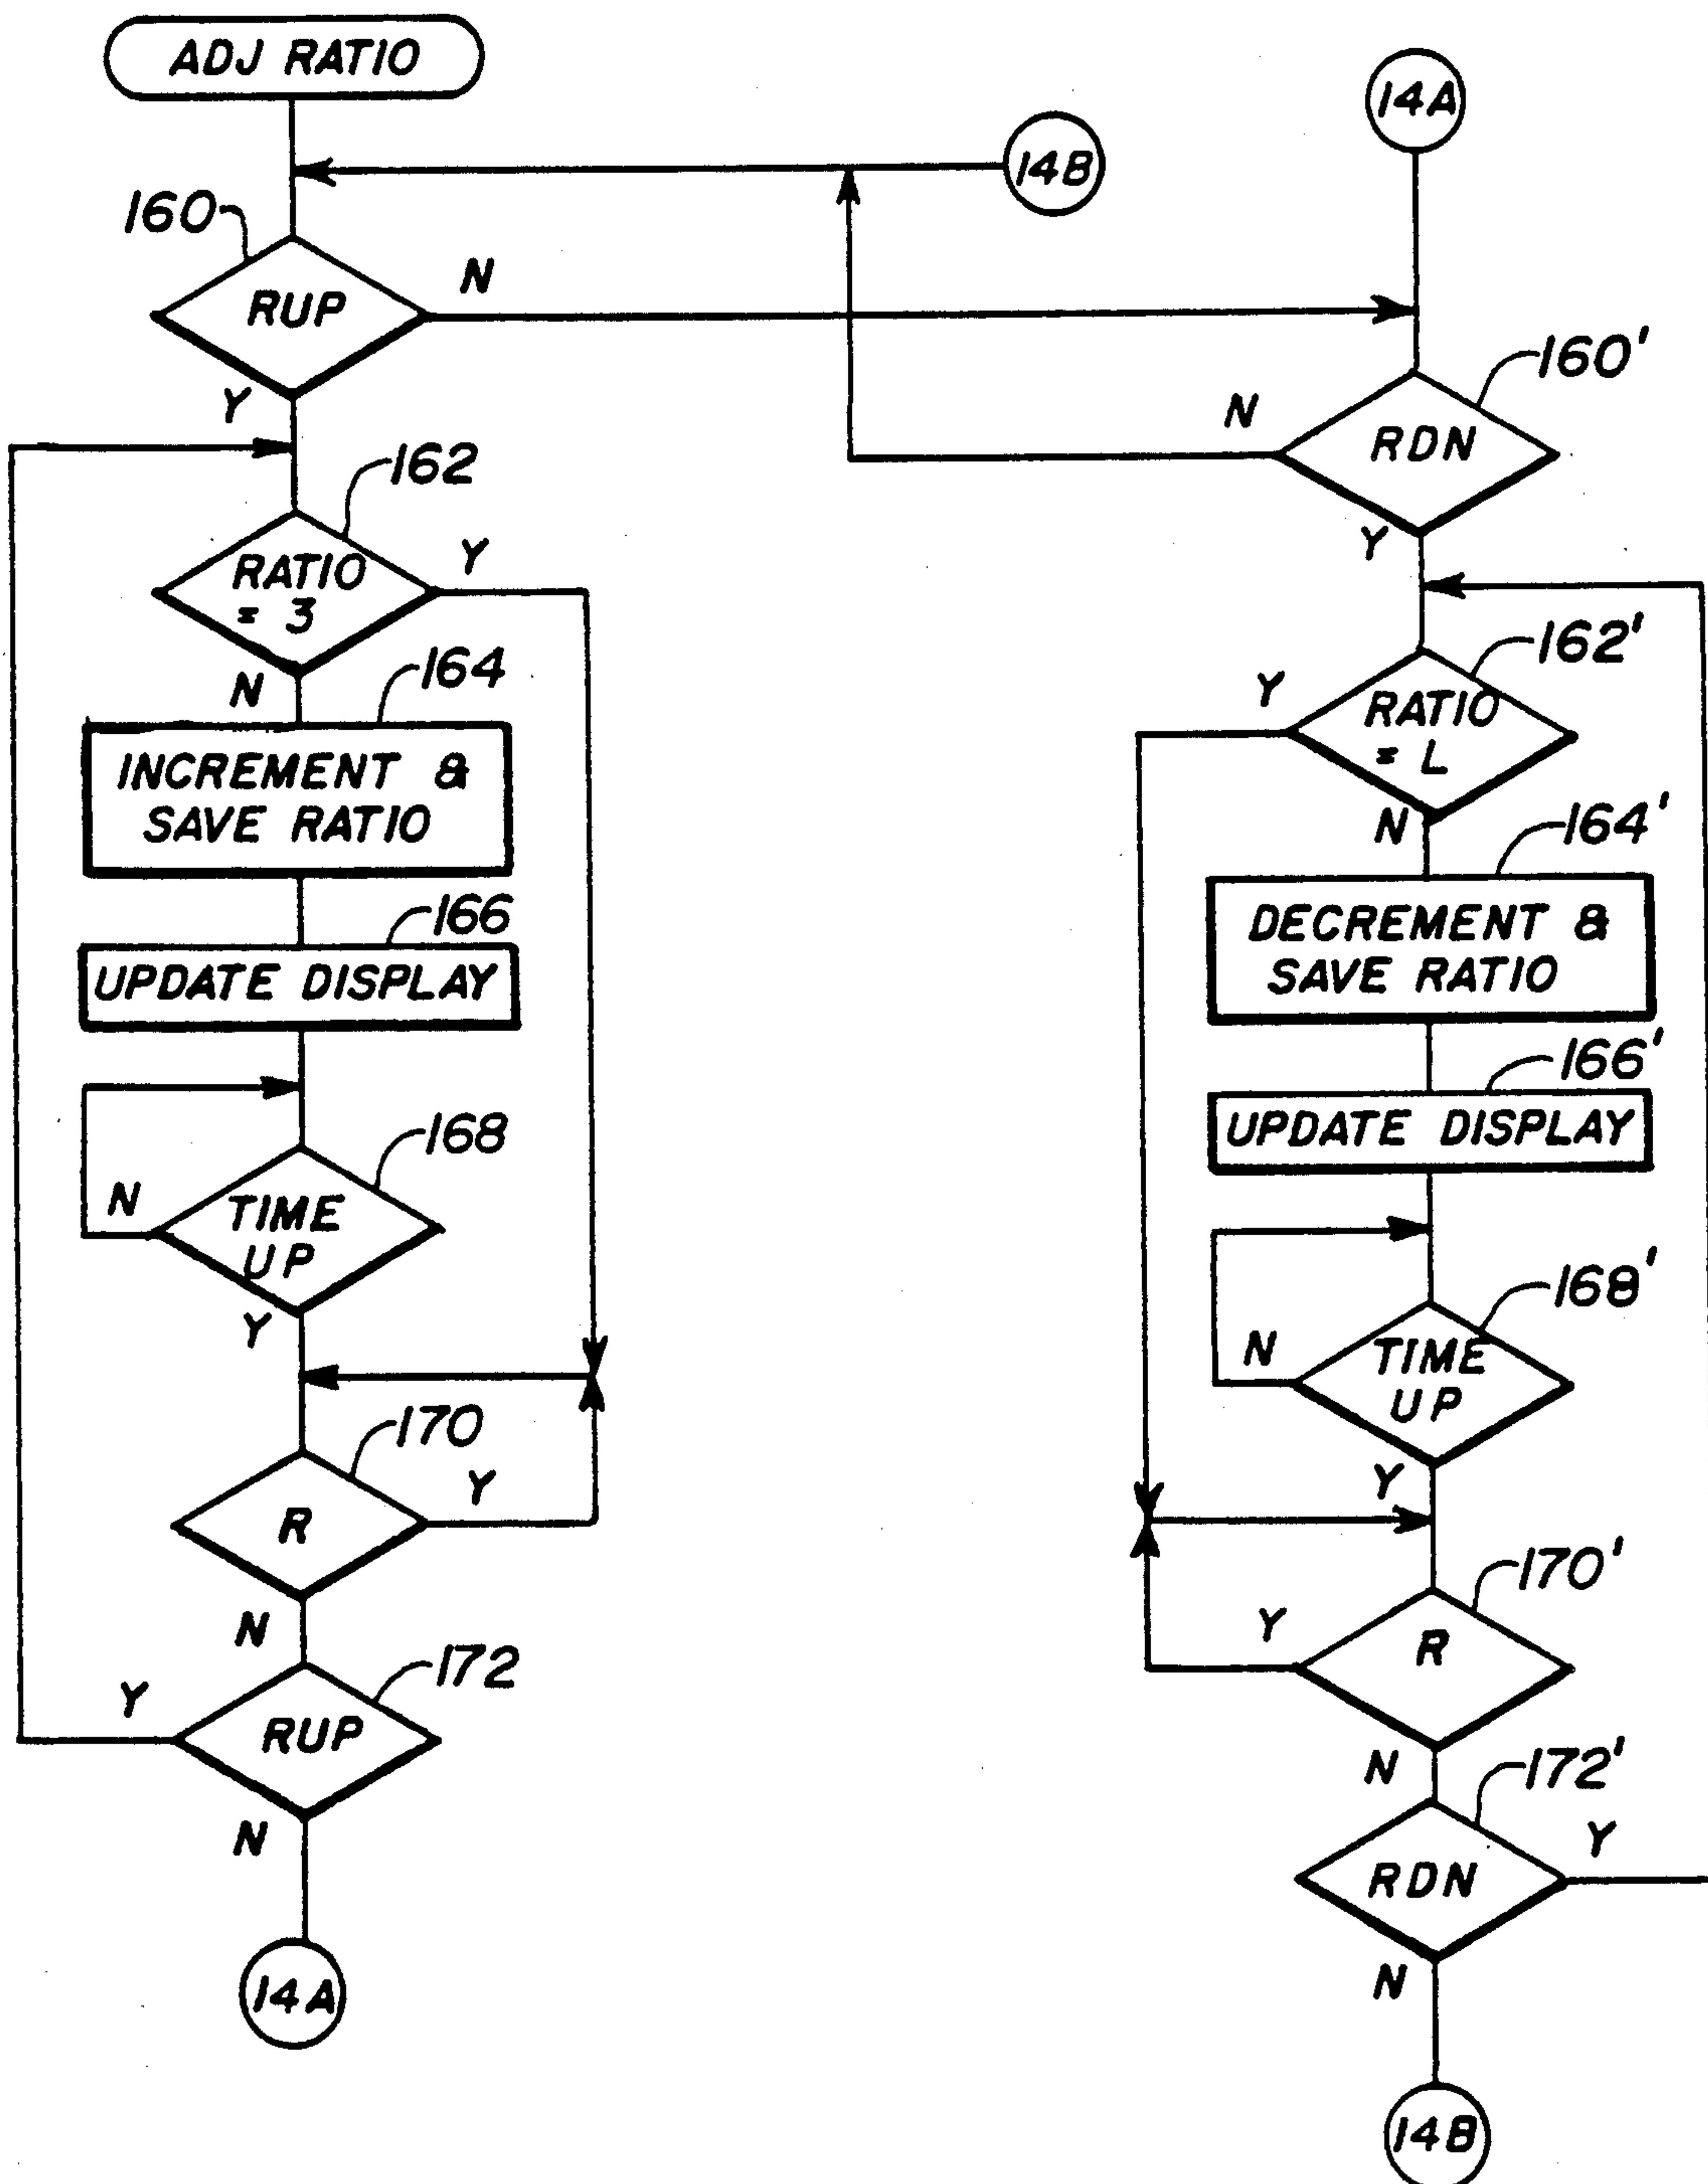 ADJ RATIO
14A
14B
160
N
RUP
160'
Y
N
RDN
162
Y
Y
RATIO
= 3
162'
164
N
Y
RATIO
= L
INCREMENT &
SAVE RATIO
164'
N
166
DECREMENT &
SAVE RATIO
UPDATE DISPLAY
166'
168
UPDATE DISPLAY
N
TIME
UP
168'
Y
N
TIME
UP
170
Y
Y
R
170'
N
Y
R
172
Y
RUP
172'
N
Y
N
RDN
14A
N
14B